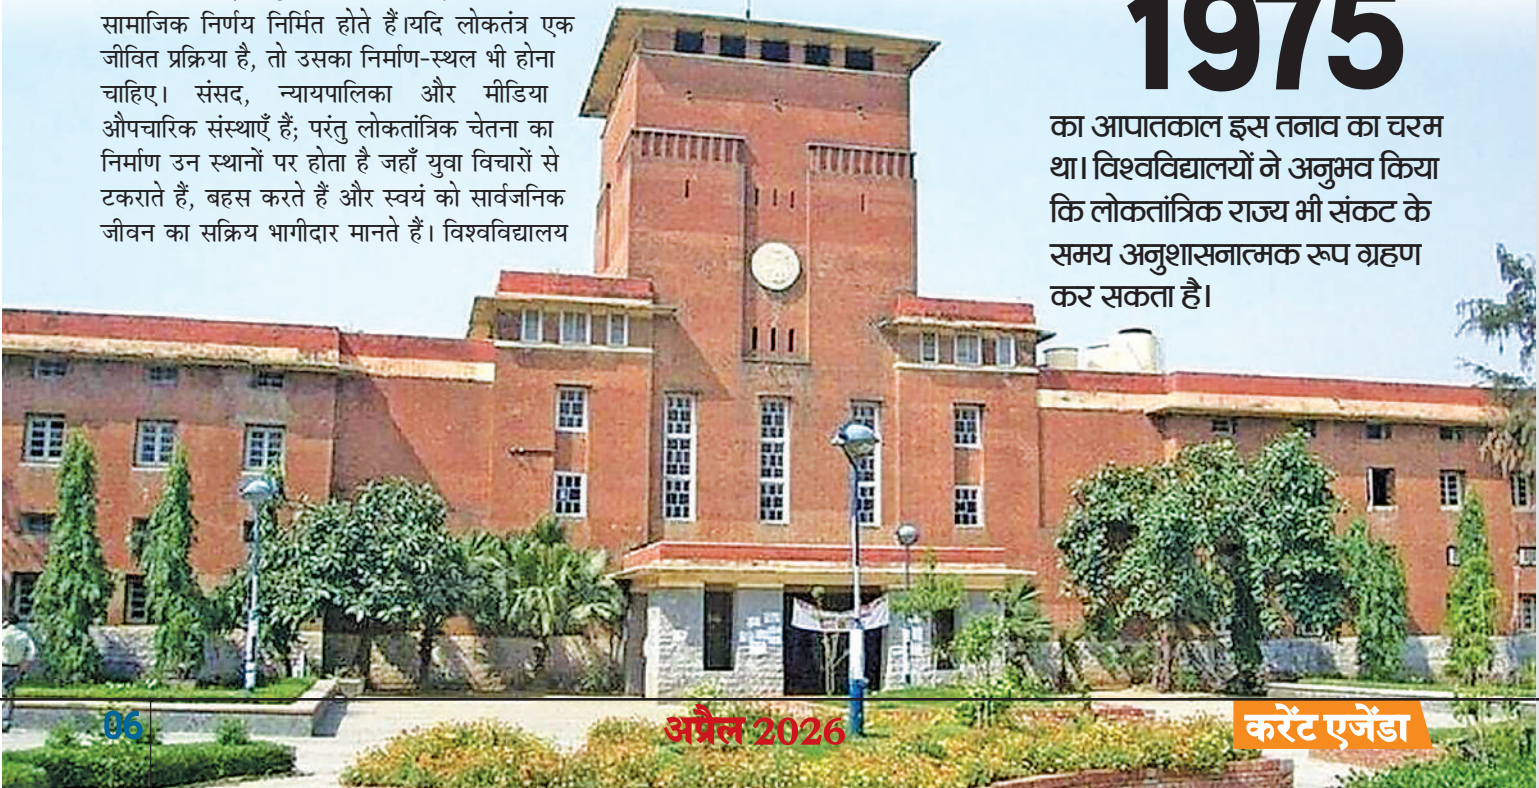 सामाजिक निर्णय निर्मित होते हैं।यदि लोकतंत्र एक
जीवित प्रक्रिया है, तो उसका निर्माण-स्थल भी होना
चाहिए। संसद, न्यायपालिका और मीडिया
औपचारिक संस्थाएँ हैं; परंतु लोकतांत्रिक चेतना का
निर्माण उन स्थानों पर होता है जहाँ युवा विचारों से
टकराते हैं, बहस करते हैं और स्वयं को सार्वजनिक
जीवन का सक्रिय भागीदार मानते हैं। विश्वविद्यालय
1975
का आपातकाल इस तनाव का चरम
था। विश्वविद्यालयों ने अनुभव किया
कि लोकतांत्रिक राज्य भी संकट के
समय अनुशासनात्मक रूप ग्रहण
कर सकता है।
06
अप्रैल 2026
करेंट एजेंडा